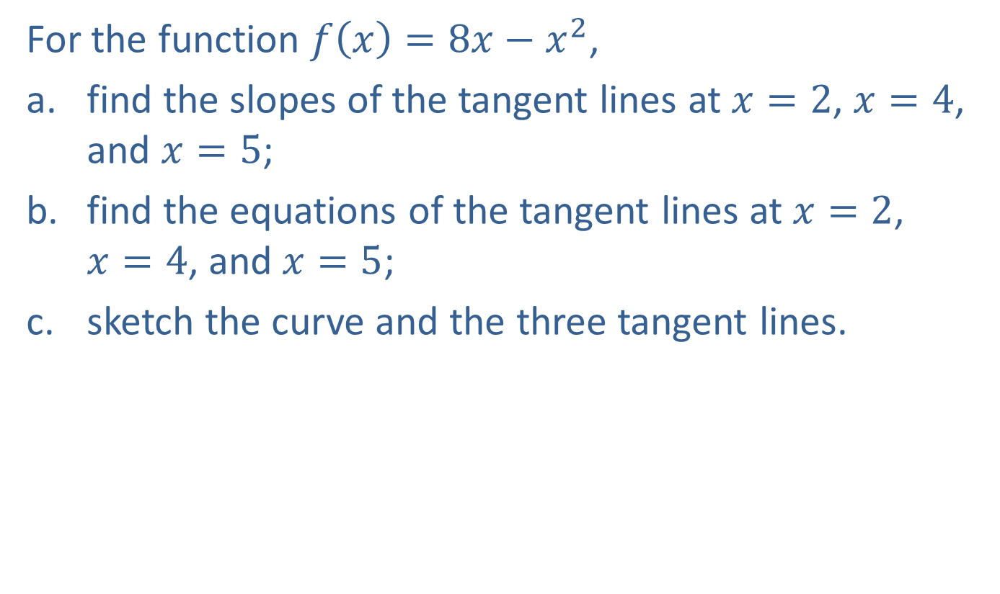 For the function f(x) = 8x − x²,
a. find the slopes of the tangent lines at x = 2, x = 4,
and x = 5;
b. find the equations of the tangent lines at x = 2,
x = 4, and x = 5;
c. sketch the curve and the three tangent lines.